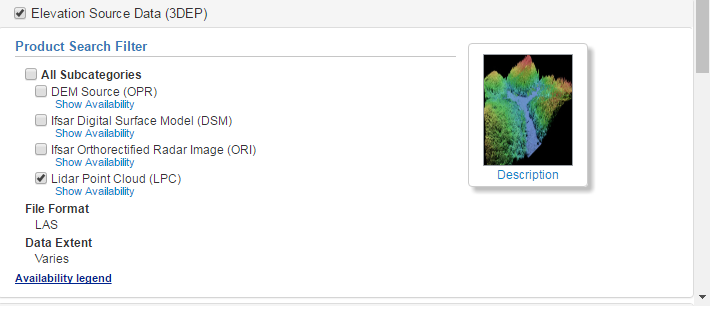 Elevation Source Data (3DEP)
Product Search Filter
All Subcategories
DEM Source (OPR)
Show Availability
Ifsar Digital Surface Model (DSM)
Show Availability
Ifsar Orthorectified Radar Image (ORI)
Show Availability
Lidar Point Cloud (LPC)
Show Availability
File Format
LAS
Data Extent
Varies
Availability legend
Description